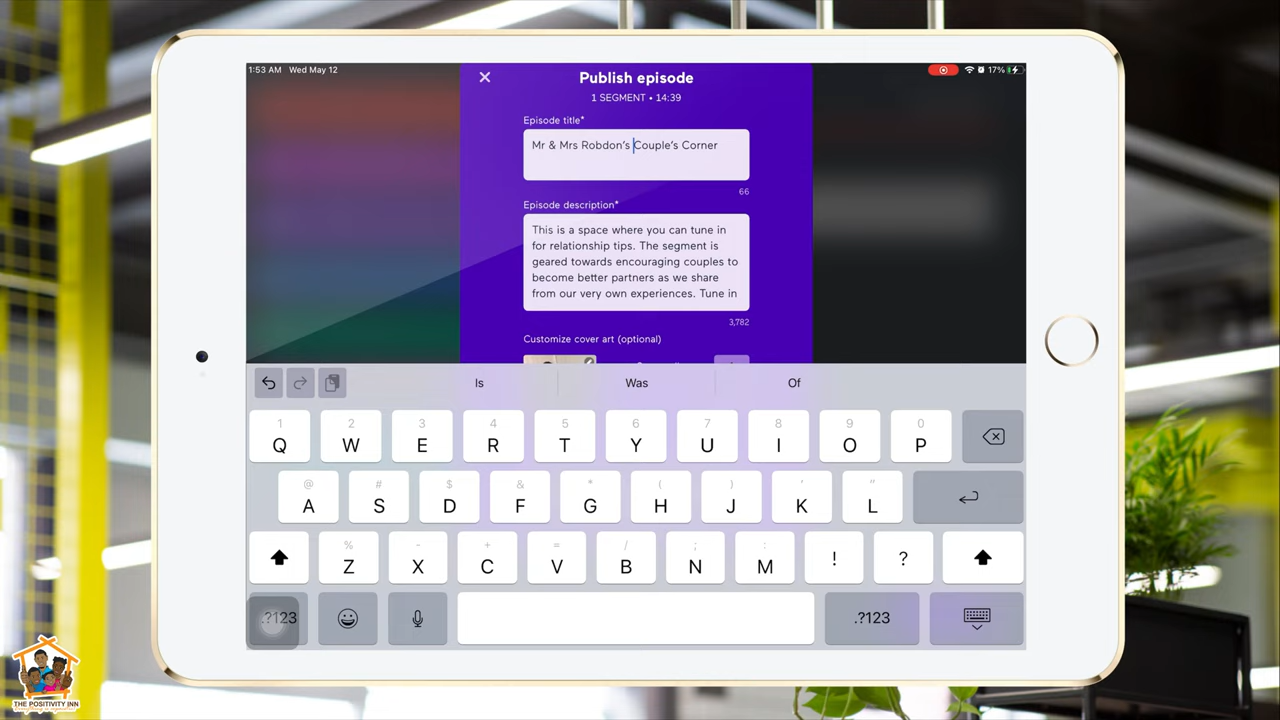 1:53 AM Wed May 12
17%
Publish episode
1 SEGMENT • 14:39
Episode title*
Mr & Mrs Robdon's Couple's Corner
66
Episode description*
This is a space where you can tune in
for relationship tips. The segment is
geared towards encouraging couples to
become better partners as we share
from our very own experiences. Tune in
3,782
Customize cover art (optional)
Is Was Of
1 2 3 4 5 6 7 8 9 0
Q W E R T Y U I O P
@ # $ & * ( ) ' "
A S D F G H J K L
% - + = / ; :
Z X C V B N M ! ?
.?123 .?123
THE POSITIVITY INN